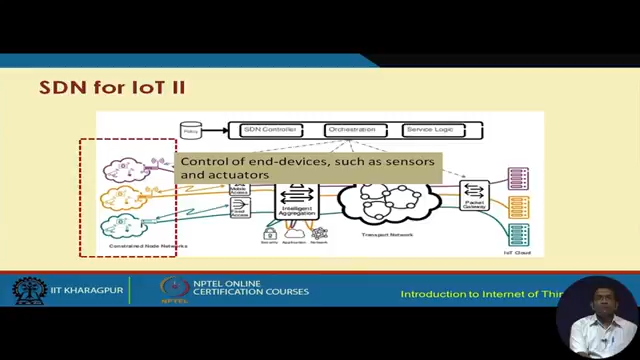 SDN for IoT II
Policy
SDN Controller
Orchestration
Service Logic
Control of end-devices, such as sensors
and actuators
Mobile
Access
Fixed
Access
Intelligent
Aggregation
Packet
Gateway
Security
Application
Network
Transport Network
Constrained Node Networks
IoT Cloud
IIT KHARAGPUR
NPTEL
NPTEL ONLINE
CERTIFICATION COURSES
Introduction to Internet of Thin